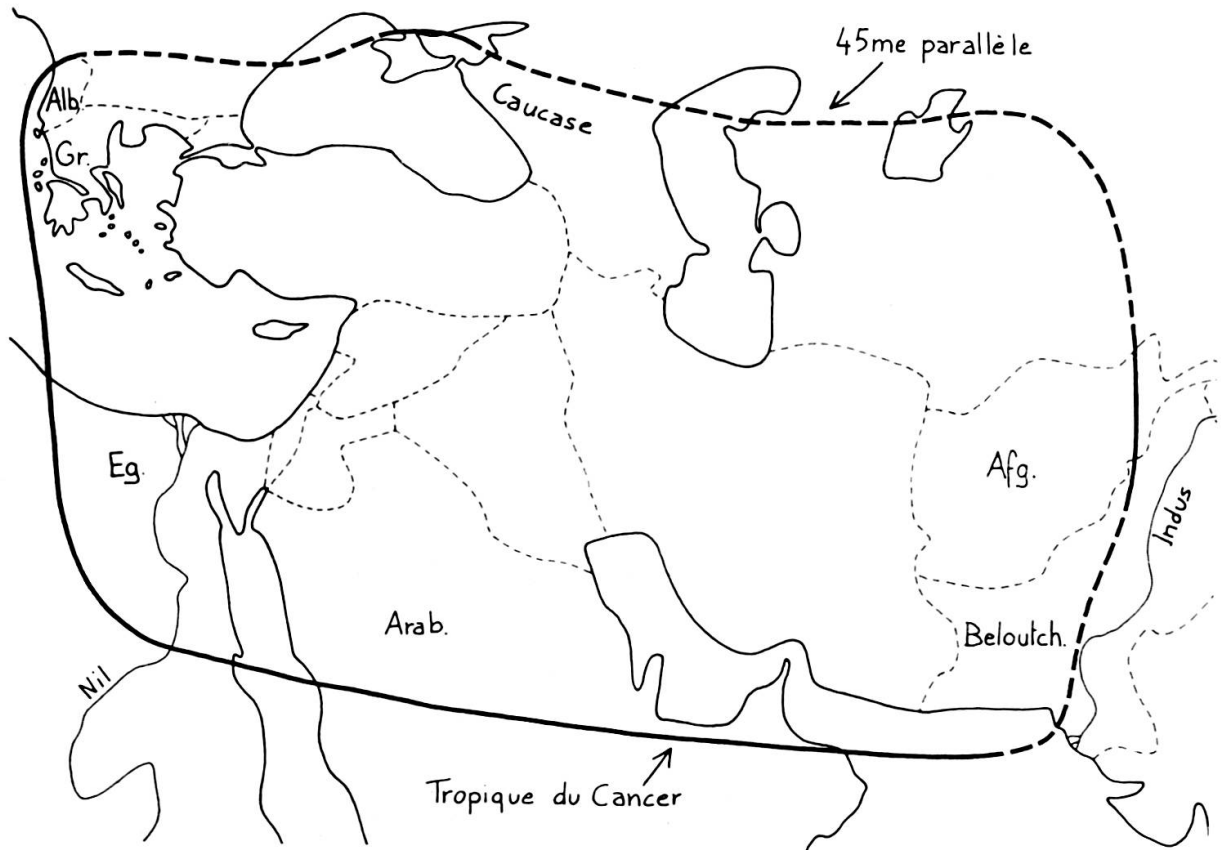 45me parallèle
Alb.
Caucase
Gr.
Eg.
Afg.
Indus
Arab.
Beloutch.
Nil
Tropique du Cancer